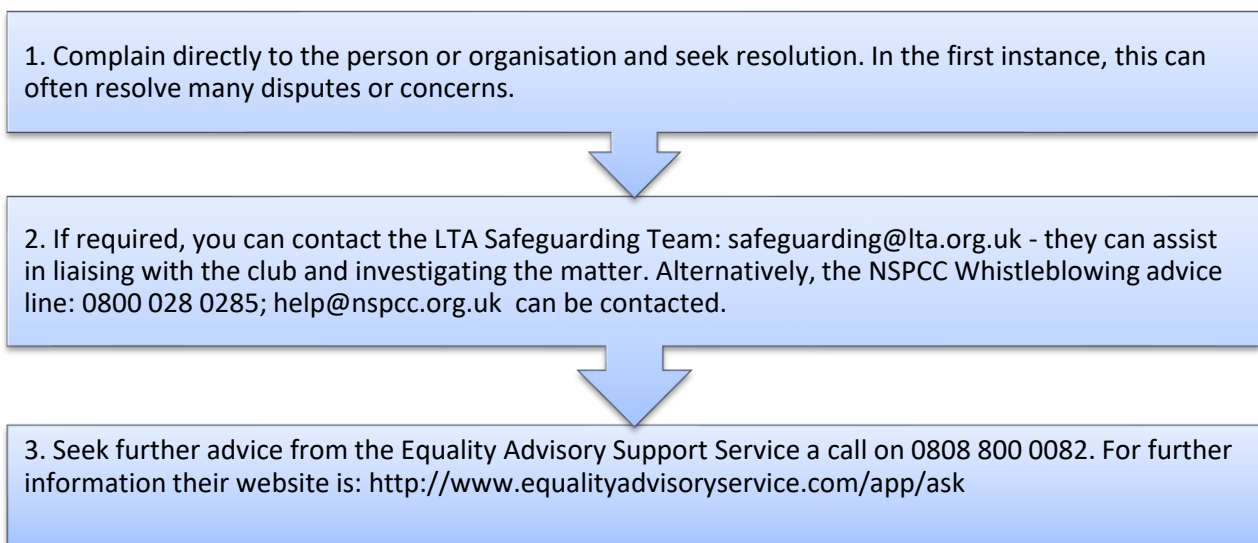 1. Complain directly to the person or organisation and seek resolution. In the first instance, this can
often resolve many disputes or concerns.
2. If required, you can contact the LTA Safeguarding Team: safeguarding@lta.org.uk - they can assist
in liaising with the club and investigating the matter. Alternatively, the NSPCC Whistleblowing advice
line: 0800 028 0285; help@nspcc.org.uk  can be contacted.
3. Seek further advice from the Equality Advisory Support Service a call on 0808 800 0082. For further
information their website is: http://www.equalityadvisoryservice.com/app/ask